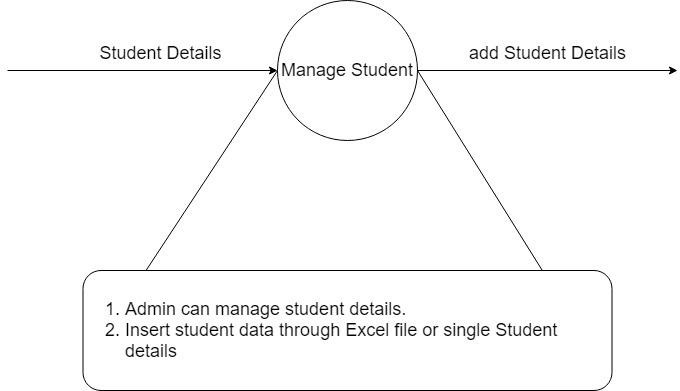 Student Details
Manage Student
add Student Details
1. Admin can manage student details.
2. Insert student data through Excel file or single Student
details